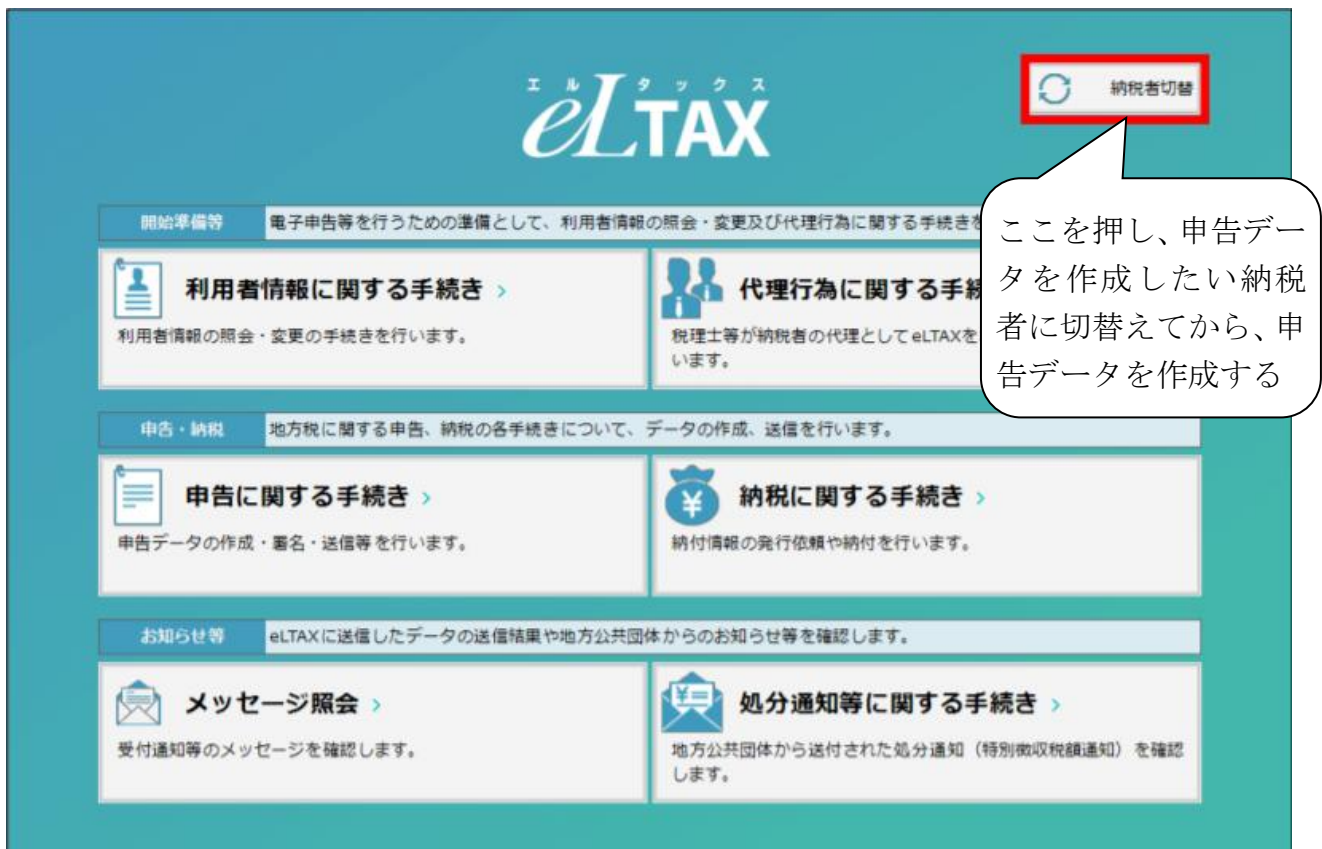 エルタックス
eLTAX
納税者切替
ここを押し、申告デー
タを作成したい納税
者に切替えてから、申
告データを作成する
開始準備等
電子申告等を行うための準備として、利用者情報の照会・変更及び代理行為に関する手続きを
利用者情報に関する手続き >
利用者情報の照会・変更の手続きを行います。
代理行為に関する手続
税理士等が納税者の代理としてeLTAXを
います。
申告・納税
地方税に関する申告、納税の各手続きについて、データの作成、送信を行います。
申告に関する手続き >
申告データの作成・署名・送信等を行います。
納税に関する手続き >
納付情報の発行依頼や納付を行います。
お知らせ等
eLTAXに送信したデータの送信結果や地方公共団体からのお知らせ等を確認します。
メッセージ照会 >
受付通知等のメッセージを確認します。
処分通知等に関する手続き >
地方公共団体から送付された処分通知（特別徴収税額通知）を確認
します。